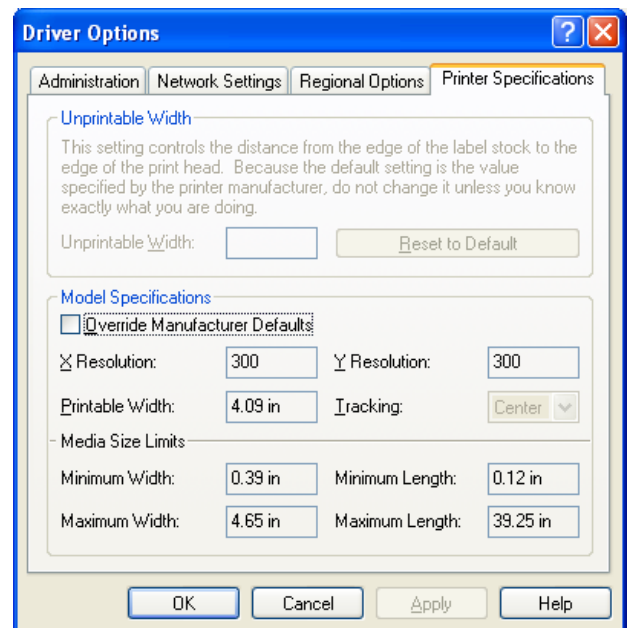 Driver Options
Administration Network Settings Regional Options Printer Specifications
Unprintable Width
This setting controls the distance from the edge of the label stock to the
edge of the print head. Because the default setting is the value
specified by the printer manufacturer, do not change it unless you know
exactly what you are doing.
Unprintable Width: Reset to Default
Model Specifications
Override Manufacturer Defaults
X Resolution: 300 Y Resolution: 300
Printable Width: 4.09 in Tracking: Center
Media Size Limits
Minimum Width: 0.39 in Minimum Length: 0.12 in
Maximum Width: 4.65 in Maximum Length: 39.25 in
OK Cancel Apply Help